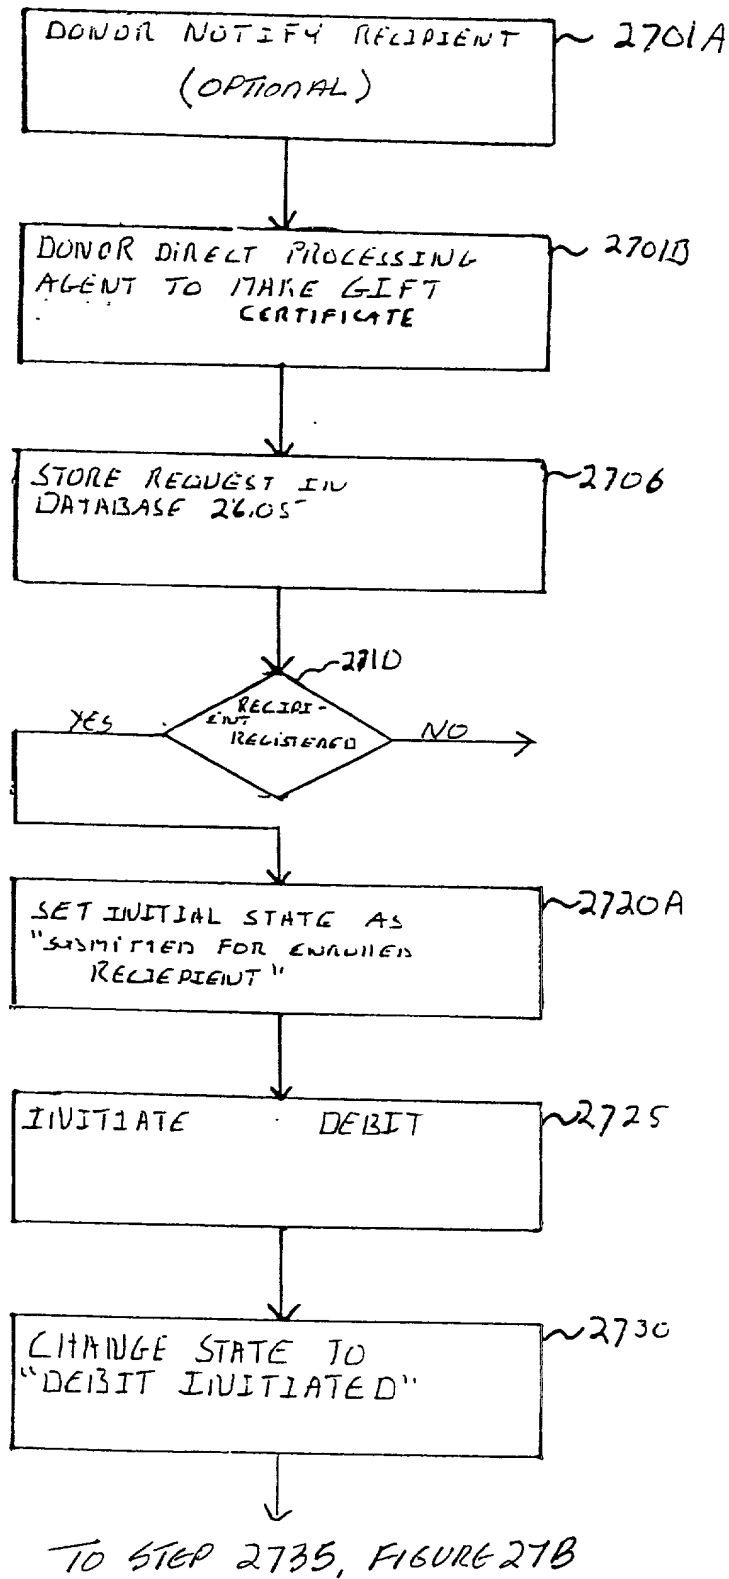 DONOR NOTIFY RECIPIENT
(OPTIONAL)
2701A
DONOR DIRECT PROCESSING
AGENT TO MAKE GIFT
CERTIFICATE
2701B
STORE REQUEST IN
DATABASE 26.05
2706
2710
RECIPI-
ENT
REGISTERED
YES
NO
SET INITIAL STATE AS
"SUBMITTED FOR ENROLLED
RECIEPIENT"
2720A
INITIATE DEBIT
2725
CHANGE STATE TO
"DEBIT INITIATED"
2730
TO STEP 2735, FIGURE 27B